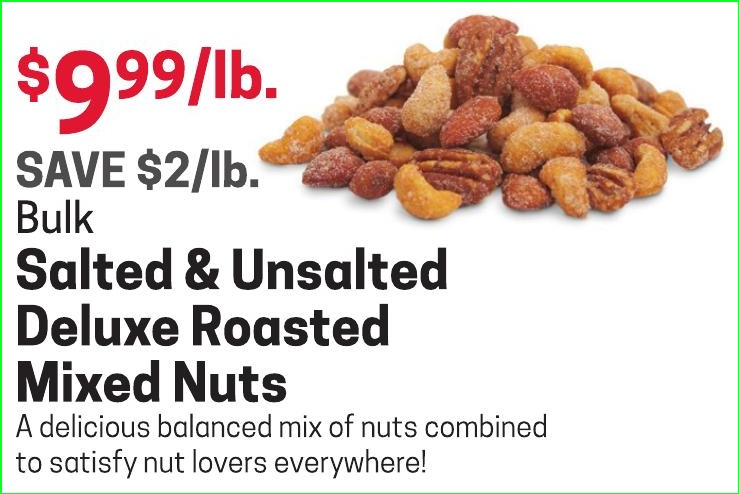 $9.99/lb.
SAVE $2/lb.
Bulk
Salted & Unsalted
Deluxe Roasted
Mixed Nuts
A delicious balanced mix of nuts combined
to satisfy nut lovers everywhere!